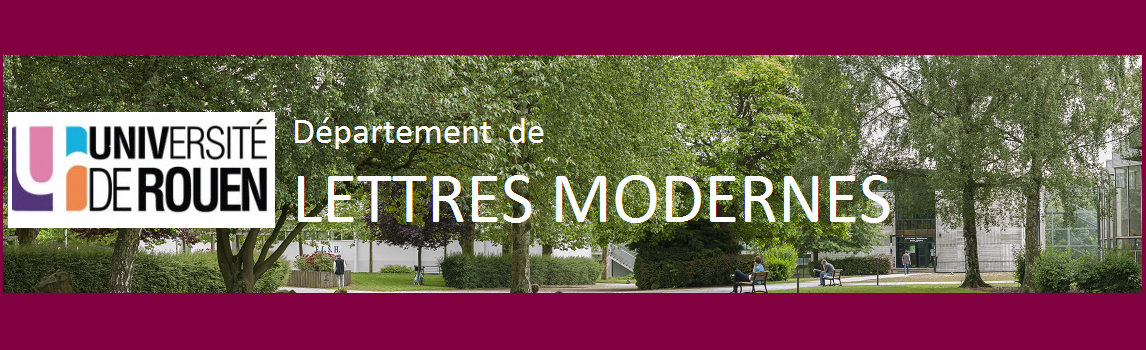 UNIVERSITÉ
DE ROUEN
Département de
LETTRES MODERNES